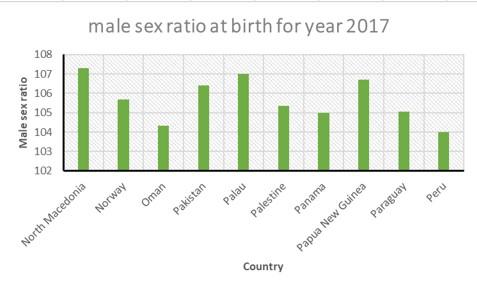 male sex ratio at birth for year 2017
108
107
106
105
104
103
102
Male sex ratio
North Macedonia
Norway
Oman
Pakistan
Palau
Palestine
Panama
Papua New Guinea
Paraguay
Peru
Country